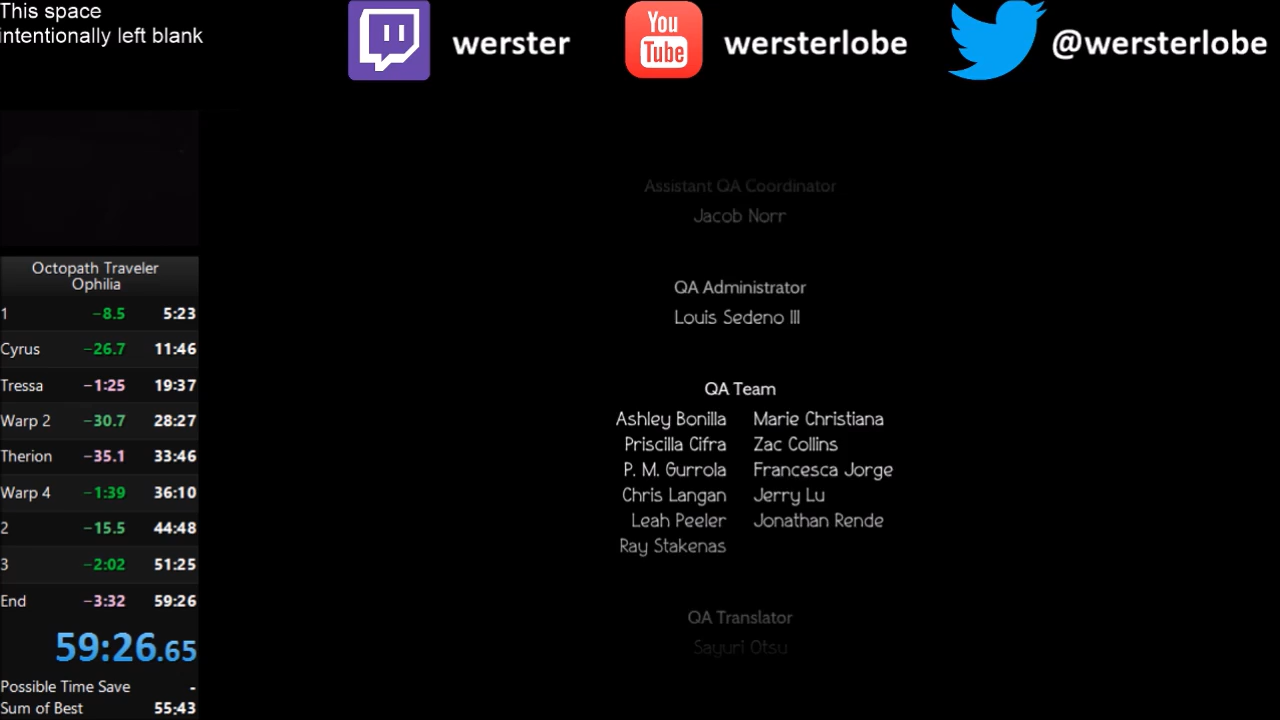 This space
intentionally left blank
werster
You
Tube
wersterlobe
@wersterlobe
Octopath Traveler
Ophilia
1 −8.5 5:23
Cyrus −26.7 11:46
Tressa −1:25 19:37
Warp 2 −30.7 28:27
Therion −35.1 33:46
Warp 4 −1:39 36:10
2 −15.5 44:48
3 −2:02 51:25
End −3:32 59:26
59:26.65
Possible Time Save -
Sum of Best 55:43
Assistant QA Coordinator
Jacob Norr
QA Administrator
Louis Sedeno III
QA Team
Ashley Bonilla Marie Christiana
Priscilla Cifra Zac Collins
P. M. Gurrola Francesca Jorge
Chris Langan Jerry Lu
Leah Peeler Jonathan Rende
Ray Stakenas
QA Translator
Sayuri Otsu